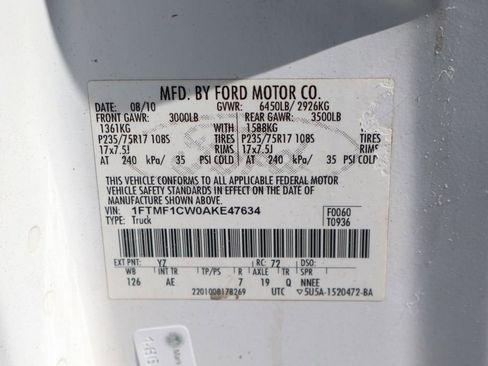 MFD. BY FORD MOTOR CO.
DATE: 08/10 GVWR: 6450LB/ 2926KG
FRONT GAWR: 3000LB REAR GAWR: 3500LB
1361KG WITH 1588KG WITH
P235/75R17 108S TIRES P235/75R17 108S TIRES
17x7.5J RIMS 17x7.5J RIMS
AT 240 kPa/ 35 PSI COLD AT 240 kPa/ 35 PSI COLD
THIS VEHICLE CONFORMS TO ALL APPLICABLE FEDERAL MOTOR
VEHICLE SAFETY STANDARDS IN EFFECT ON THE DATE OF
MANUFACTURE SHOWN ABOVE.
VIN: 1FTMF1CW0AKE47634 F0060
TYPE: Truck T0936
EXT PNT: YZ RC: 72 DSO:
WB INT TR TP/PS R AXLE TR SPR
126 AE 7 19 Q NNEE
2201008178269 UTC ▽5U5A-1520472-BA